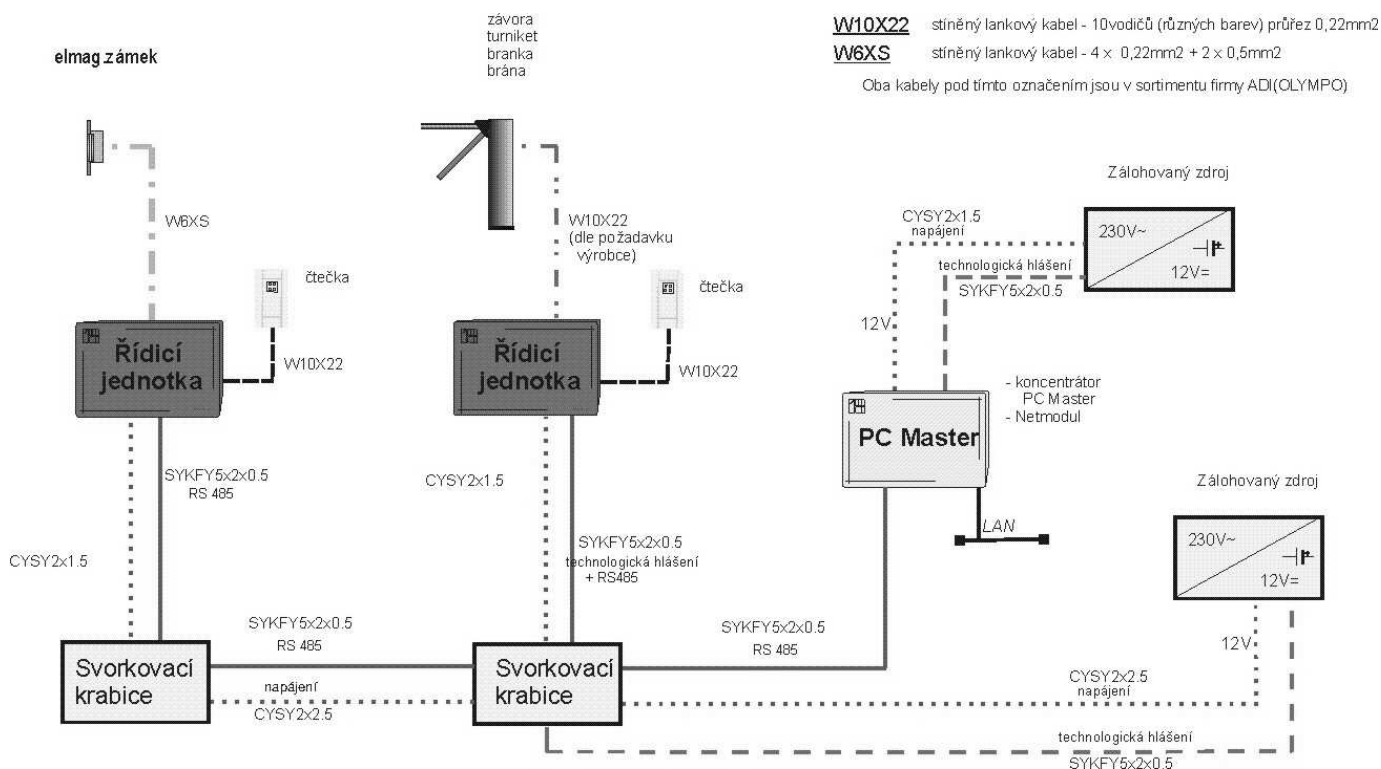 závora
turniket
branka
brána
elmag.zámek
W10X22 stíněný lankový kabel - 10vodičů (různých barev) průřez 0,22mm2
W6XS stíněný lankový kabel - 4 x 0,22mm2 + 2 x 0,5mm2
Oba kabely pod tímto označením jsou v sortimentu firmy ADI(OLYMPO)
Zálohovaný zdroj
W6XS
W10X22
(dle požadavku
výrobce)
CYSY2x1.5
napájení
230V~
12V=
technologická hlášení
SYKFY5x2x0.5
12V
čtečka
čtečka
Řídicí
jednotka
W10X22
Řídicí
jednotka
W10X22
- koncentrátor
PC Master
- Netmodul
PC Master
SYKFY5x2x0.5
RS 485
CYSY2x1.5
Zálohovaný zdroj
LAN
230V~
12V=
CYSY2x1.5
SYKFY5x2x0.5
technologická hlášení
+ RS485
SYKFY5x2x0.5
RS 485
SYKFY5x2x0.5
RS 485
12V
Svorkovací
krabice
napájení
CYSY2x2.5
Svorkovací
krabice
CYSY2x2.5
napájení
technologická hlášení
SYKFY5x2x0.5